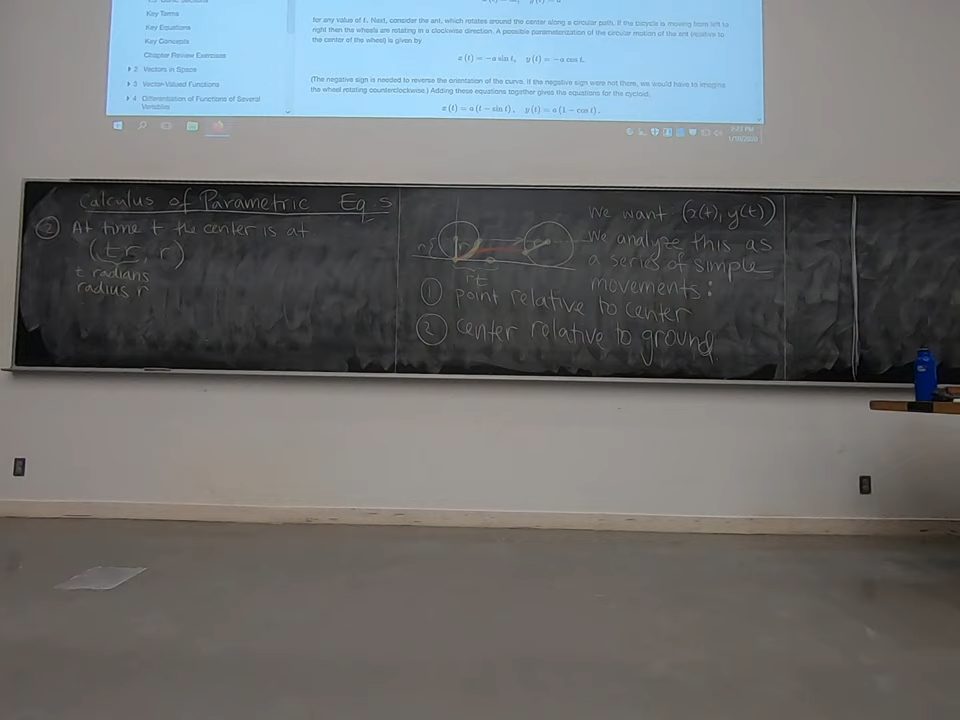 Key Terms
Key Equations
Key Concepts
Chapter Review Exercises
2 Vectors in Space
3 Vector-Valued Functions
4 Differentiation of Functions of Several Variables
for any value of t. Next, consider the ant, which rotates around the center along a circular path. If the bicycle is moving from left to
right then the wheels are rotating in a clockwise direction. A possible parameterization of the circular motion of the ant (relative to
the center of the wheel) is given by
x (t) = −a sin t, y (t) = −a cos t.
(The negative sign is needed to reverse the orientation of the curve. If the negative sign were not there, we would have to imagine
the wheel rotating counterclockwise.) Adding these equations together gives the equations for the cycloid.
x (t) = a (t − sin t), y (t) = a (1 − cos t).
Calculus of Parametric Eqs
② At time t the center is at
(tr, r)
t radians
radius r
rt
We want (x(t), y(t))
We analyze this as
a series of simple
movements:
① point relative to center
② center relative to ground